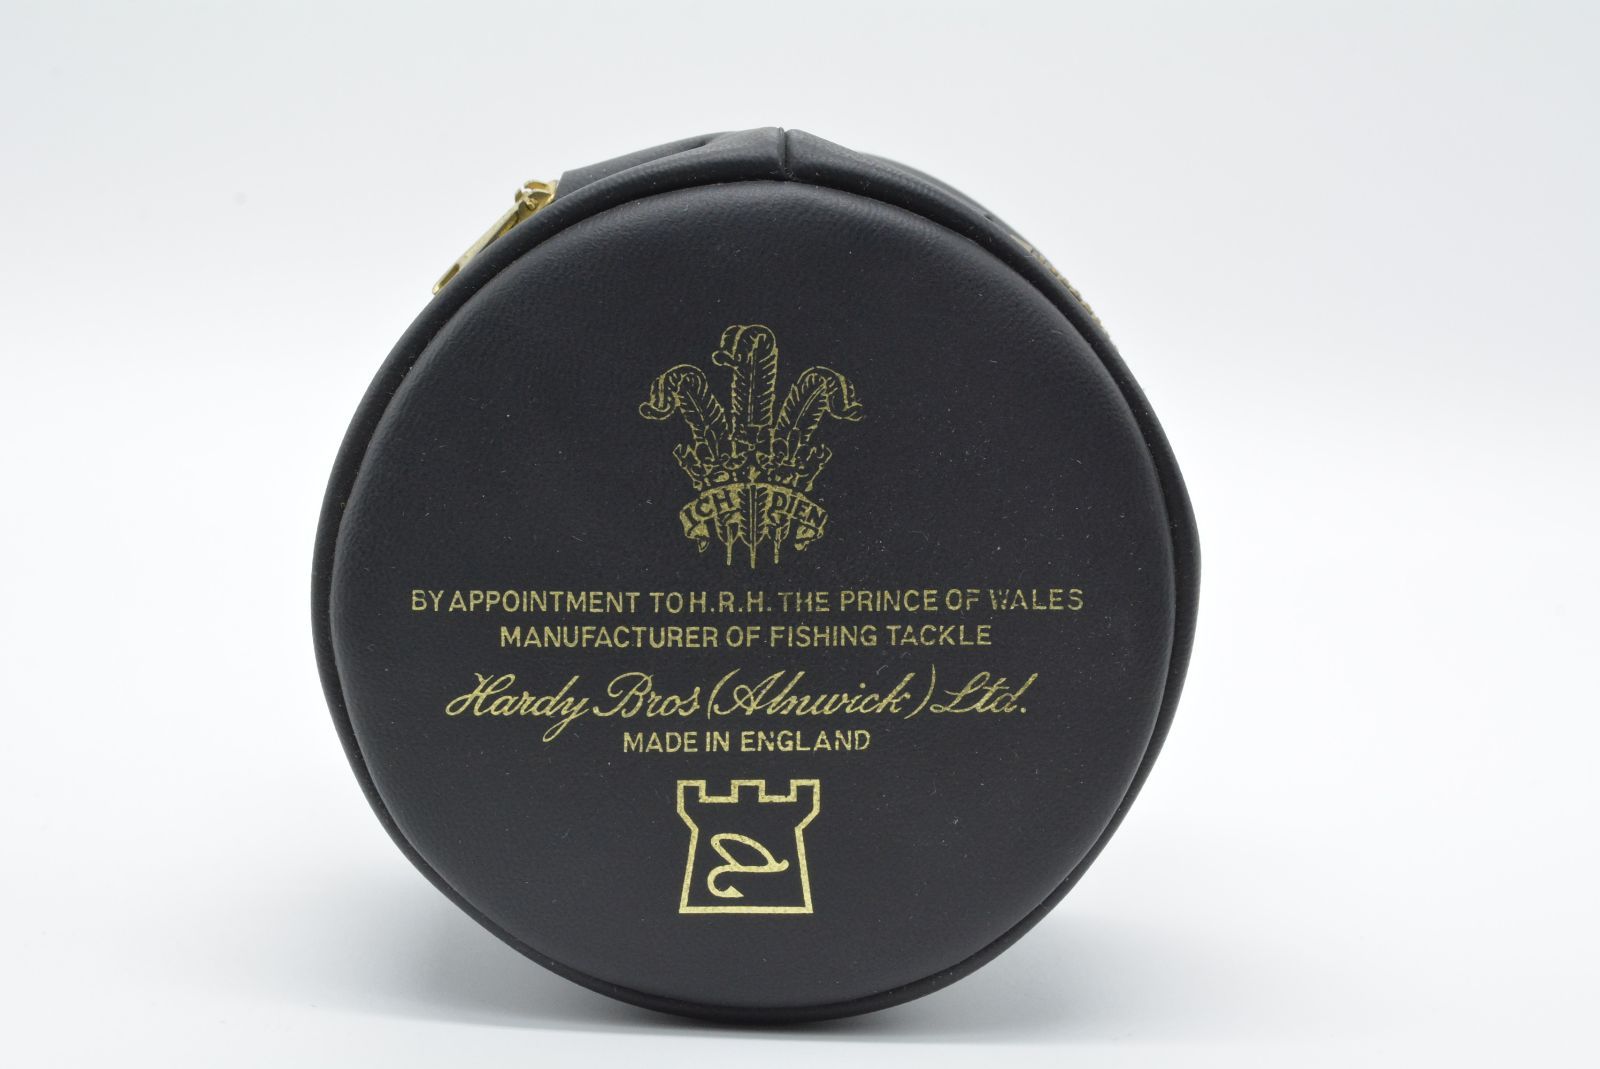 ICH DIEN
BY APPOINTMENT TO H.R.H. THE PRINCE OF WALES
MANUFACTURER OF FISHING TACKLE
Hardy Bros (Alnwick) Ltd.
MADE IN ENGLAND